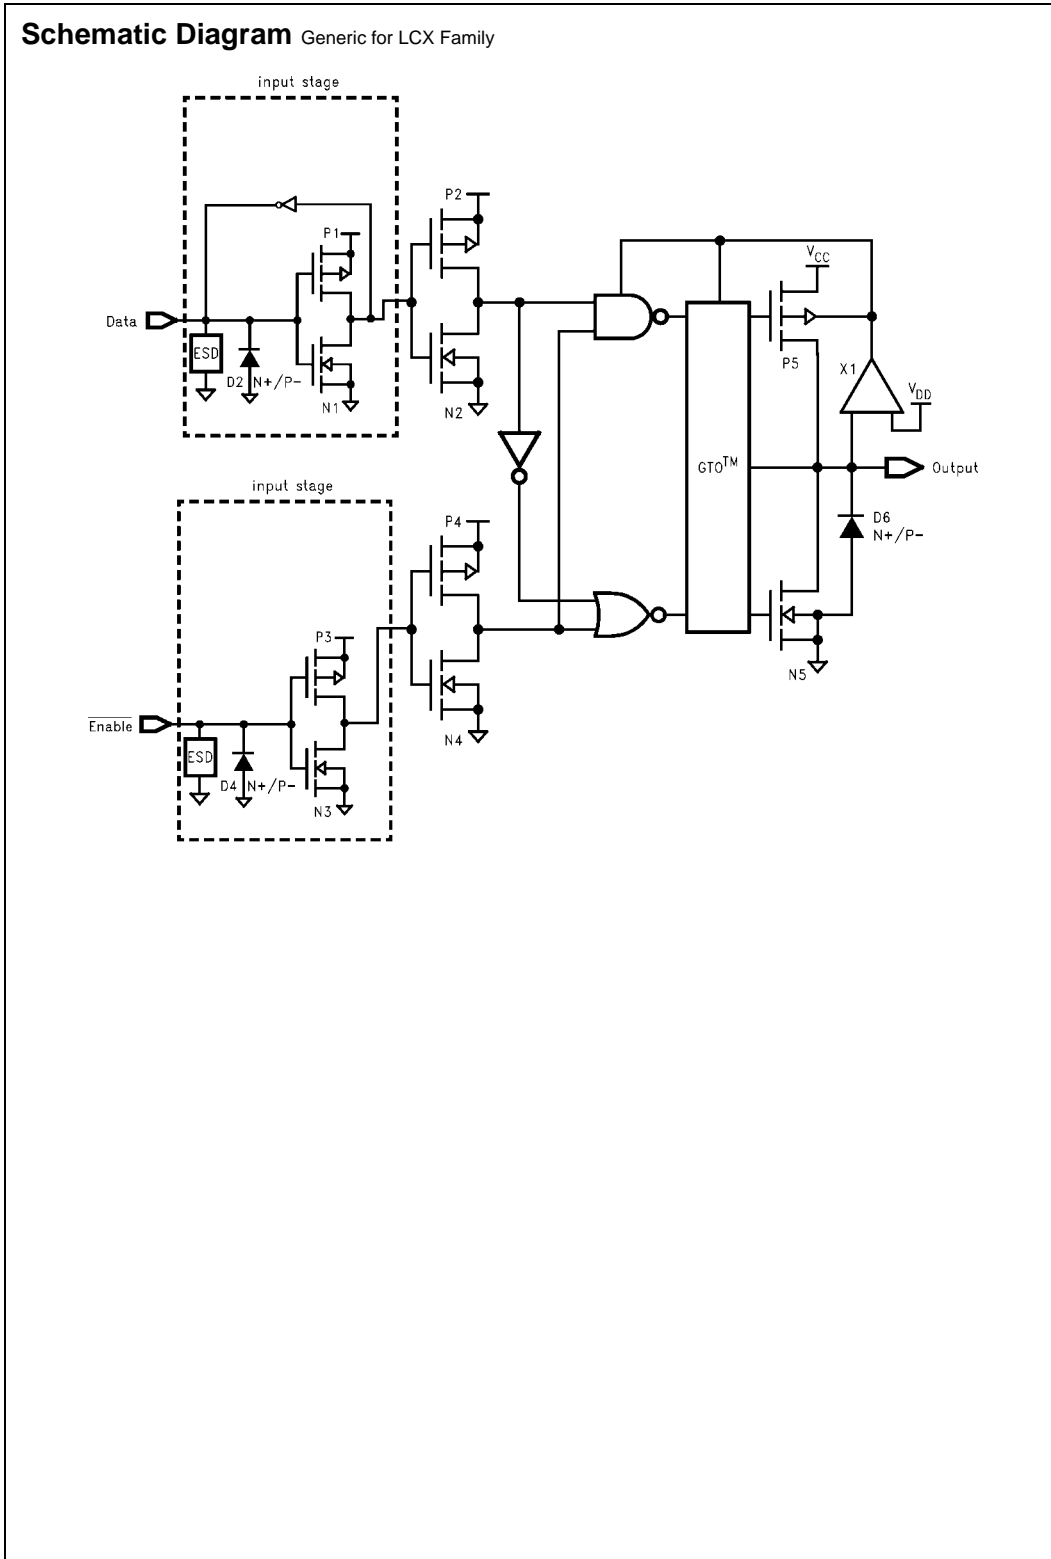 Schematic Diagram Generic for LCX Family
input stage
P2
P1
V_CC
Data
ESD
D2 N+/P-
N1
N2
P5
X1
V_DD
GTO™
Output
input stage
P4
D6
N+/P-
P3
N5
E̅n̅a̅b̅l̅e̅
ESD
D4 N+/P-
N3
N4